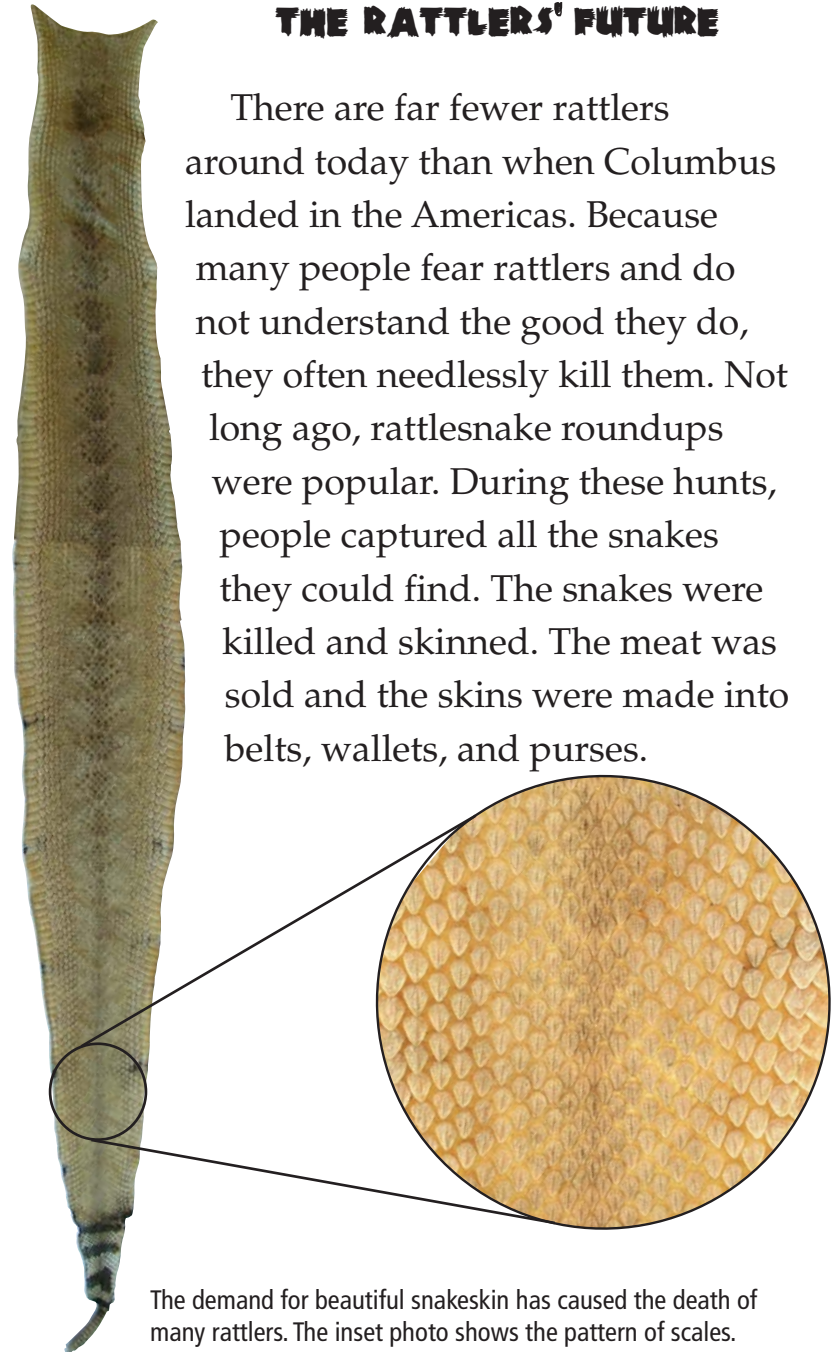 THE RATTLERS' FUTURE
There are far fewer rattlers
around today than when Columbus
landed in the Americas. Because
many people fear rattlers and do
not understand the good they do,
they often needlessly kill them. Not
long ago, rattlesnake roundups
were popular. During these hunts,
people captured all the snakes
they could find. The snakes were
killed and skinned. The meat was
sold and the skins were made into
belts, wallets, and purses.
The demand for beautiful snakeskin has caused the death of
many rattlers. The inset photo shows the pattern of scales.